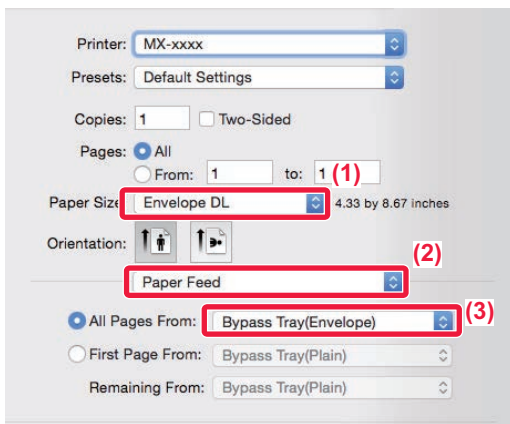 Printer: MX-xxxx
Presets: Default Settings
Copies: 1 Two-Sided
Pages: All
From: 1 to: 1 (1)
Paper Size Envelope DL 4.33 by 8.67 inches
Orientation:
(2)
Paper Feed
All Pages From: Bypass Tray(Envelope) (3)
First Page From: Bypass Tray(Plain)
Remaining From: Bypass Tray(Plain)